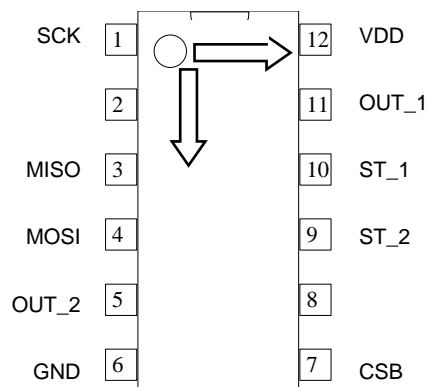 SCK 1 12 VDD
2 11 OUT_1
MISO 3 10 ST_1
MOSI 4 9 ST_2
OUT_2 5 8
GND 6 7 CSB